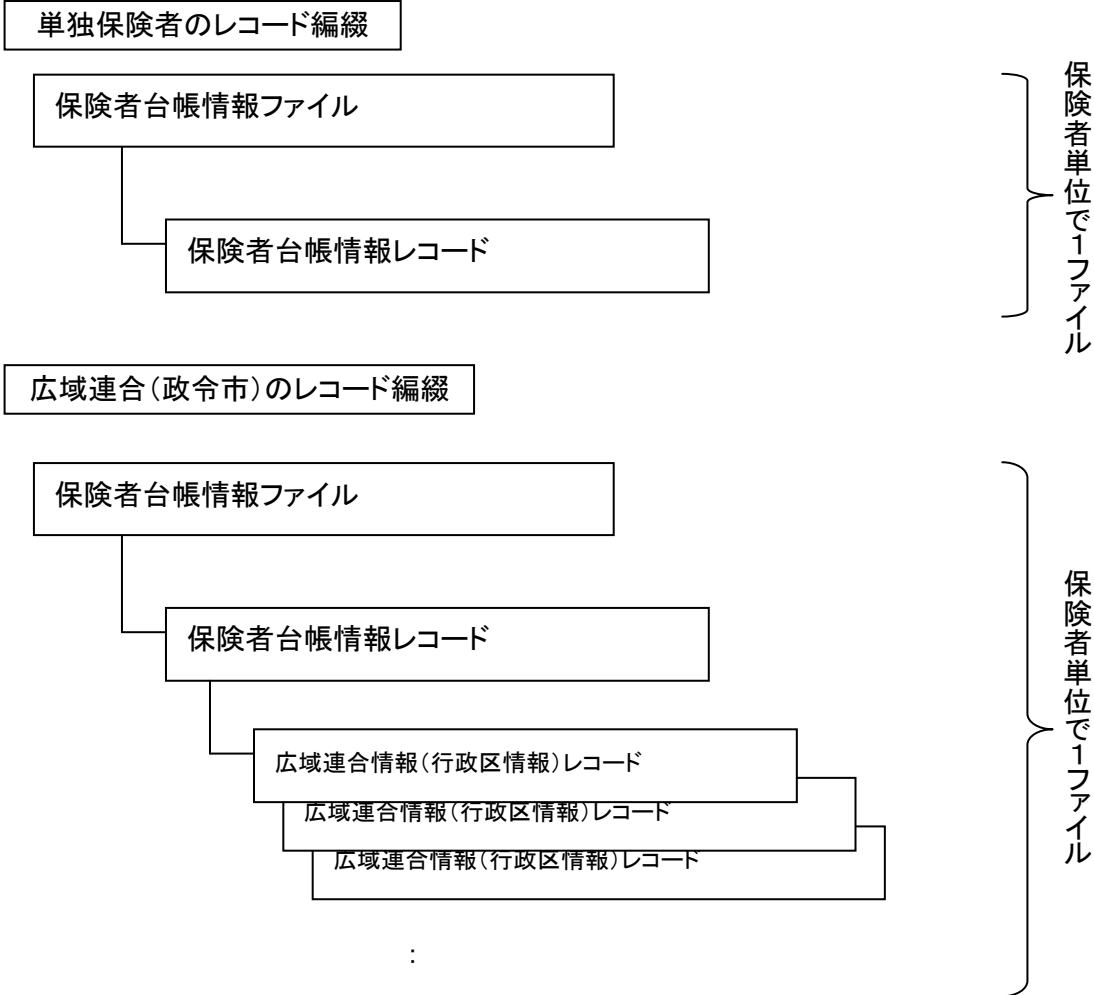 単独保険者のレコード編綴
保険者台帳情報ファイル
保険者台帳情報レコード
保険者単位で1ファイル
広域連合(政令市)のレコード編綴
保険者台帳情報ファイル
保険者台帳情報レコード
広域連合情報(行政区情報)レコード
広域連合情報(行政区情報)レコード
広域連合情報(行政区情報)レコード
:
保険者単位で1ファイル